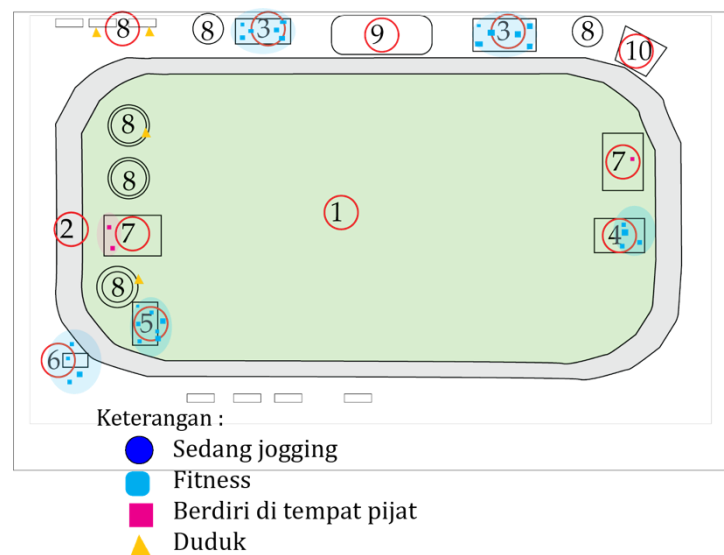 8 8 3 9 3 8 10
8
8 7
1
2 7 4
8
5
6
Keterangan :
Sedang jogging
Fitness
Berdiri di tempat pijat
Duduk